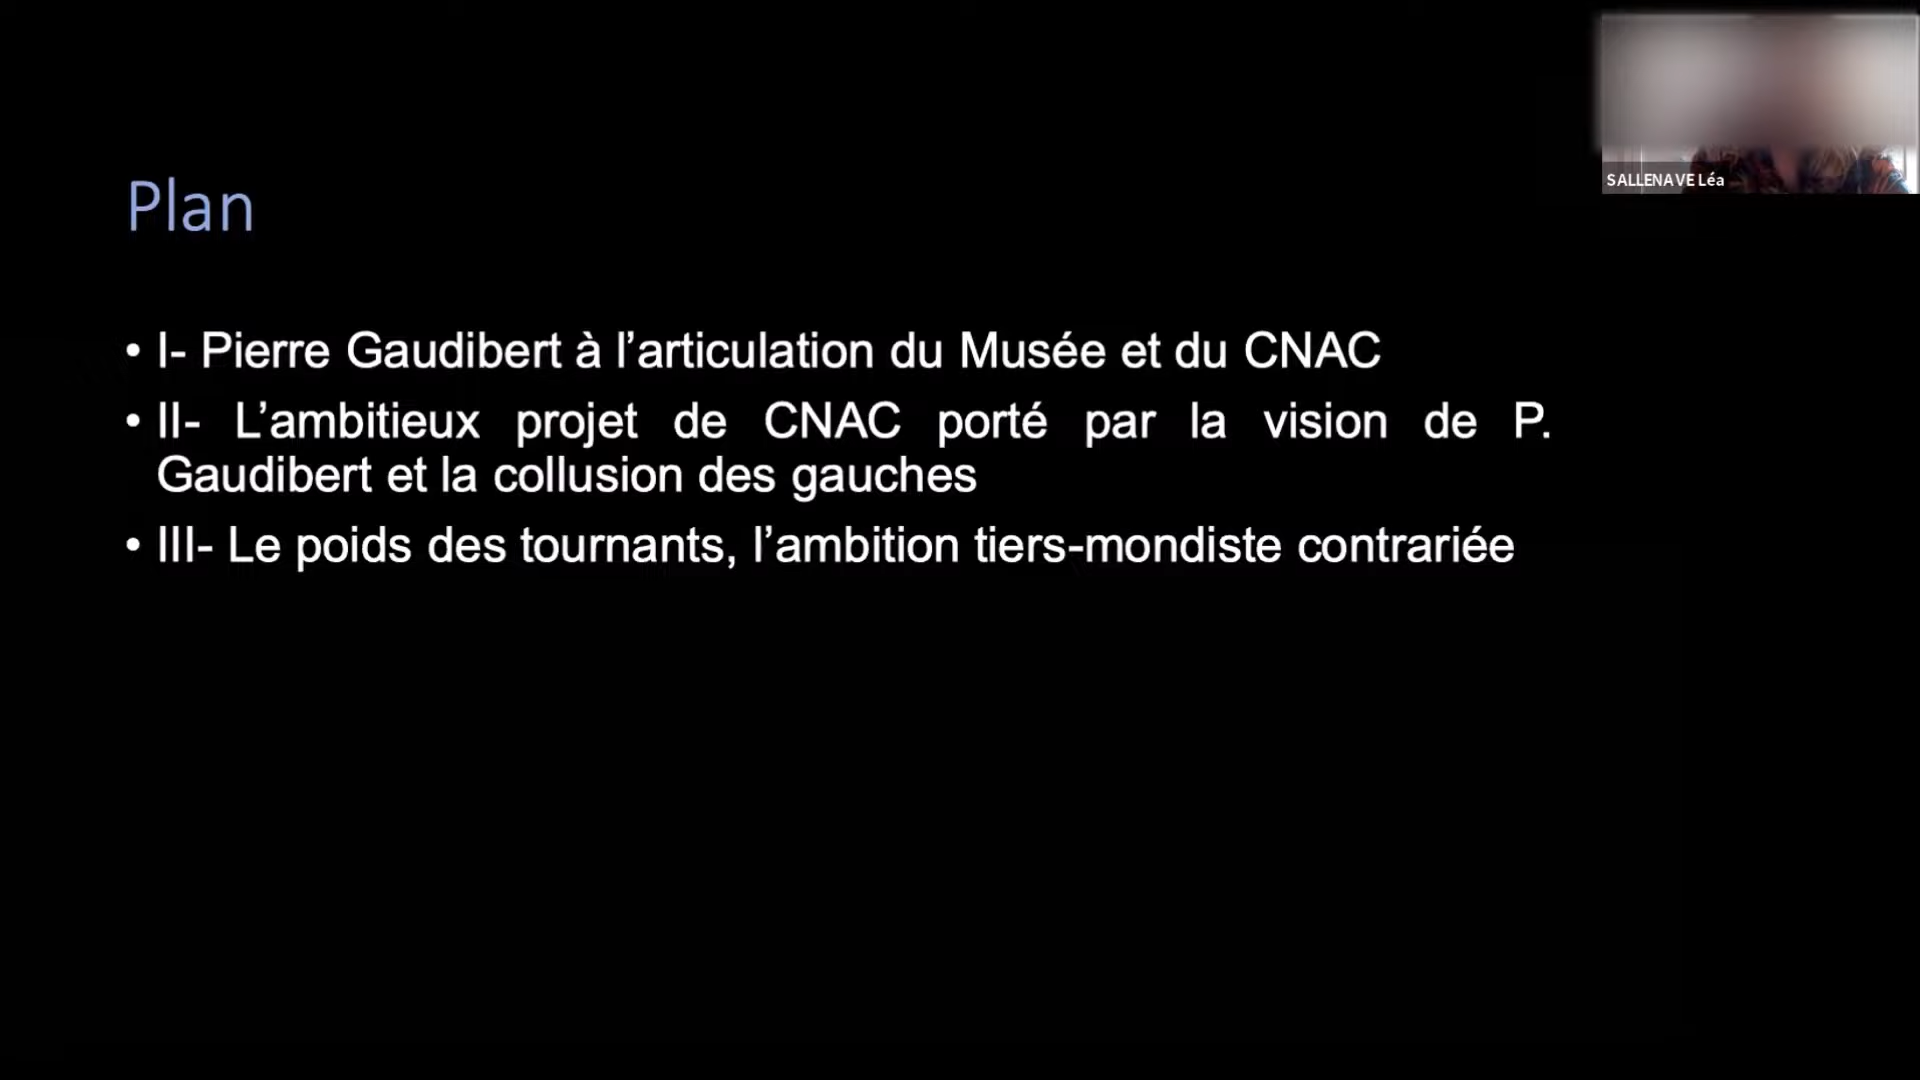 SALLENAVE Léa
Plan
• I- Pierre Gaudibert à l’articulation du Musée et du CNAC
• II- L’ambitieux projet de CNAC porté par la vision de P.
Gaudibert et la collusion des gauches
• III- Le poids des tournants, l’ambition tiers-mondiste contrariée